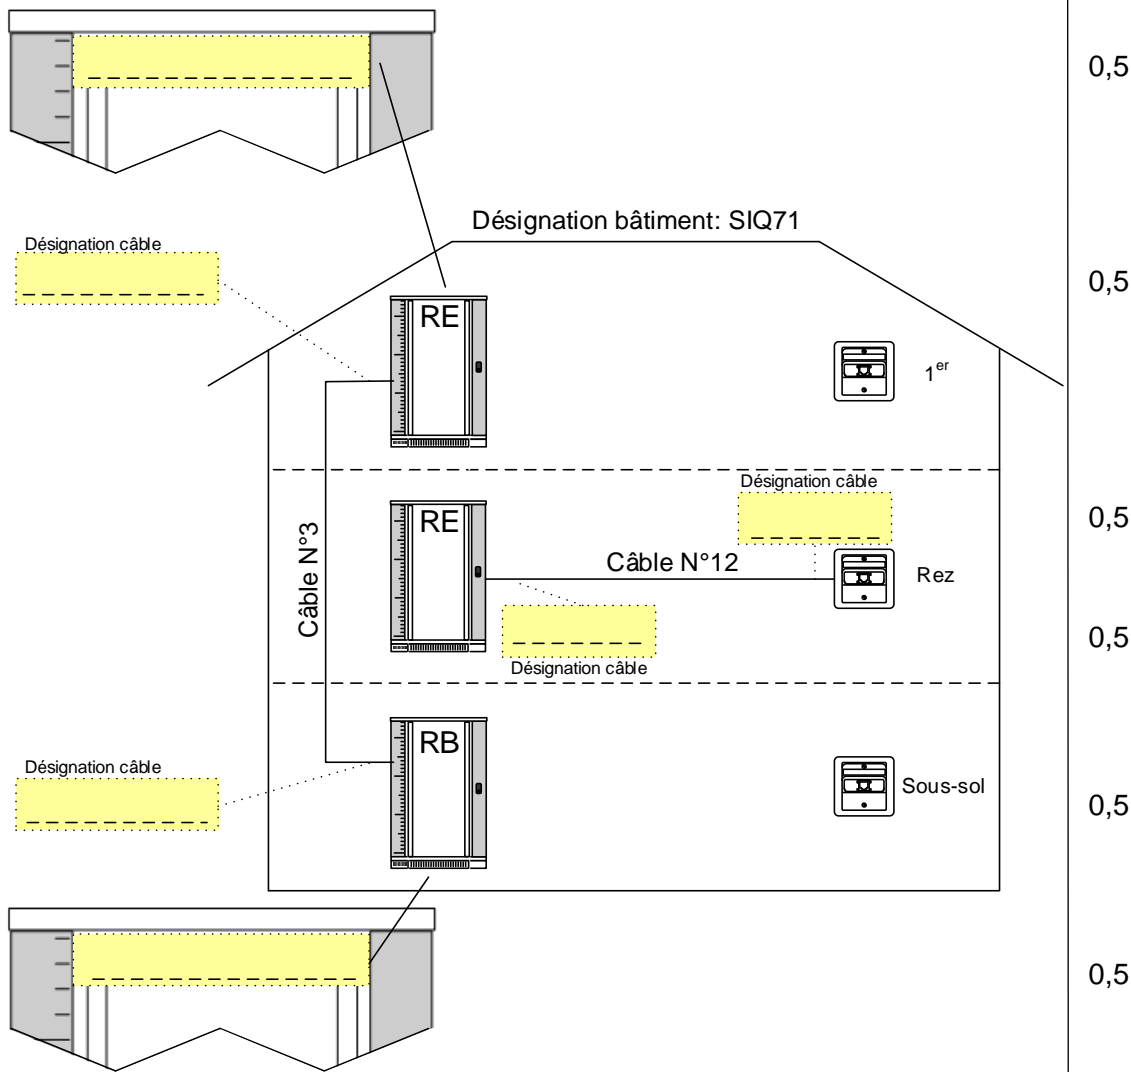 0,5
Désignation bâtiment: SIQ71
Désignation câble
0,5
RE
1er
Désignation câble
RE
0,5
Câble N°3
Câble N°12
Rez
0,5
Désignation câble
RB
Désignation câble
Sous-sol
0,5
0,5